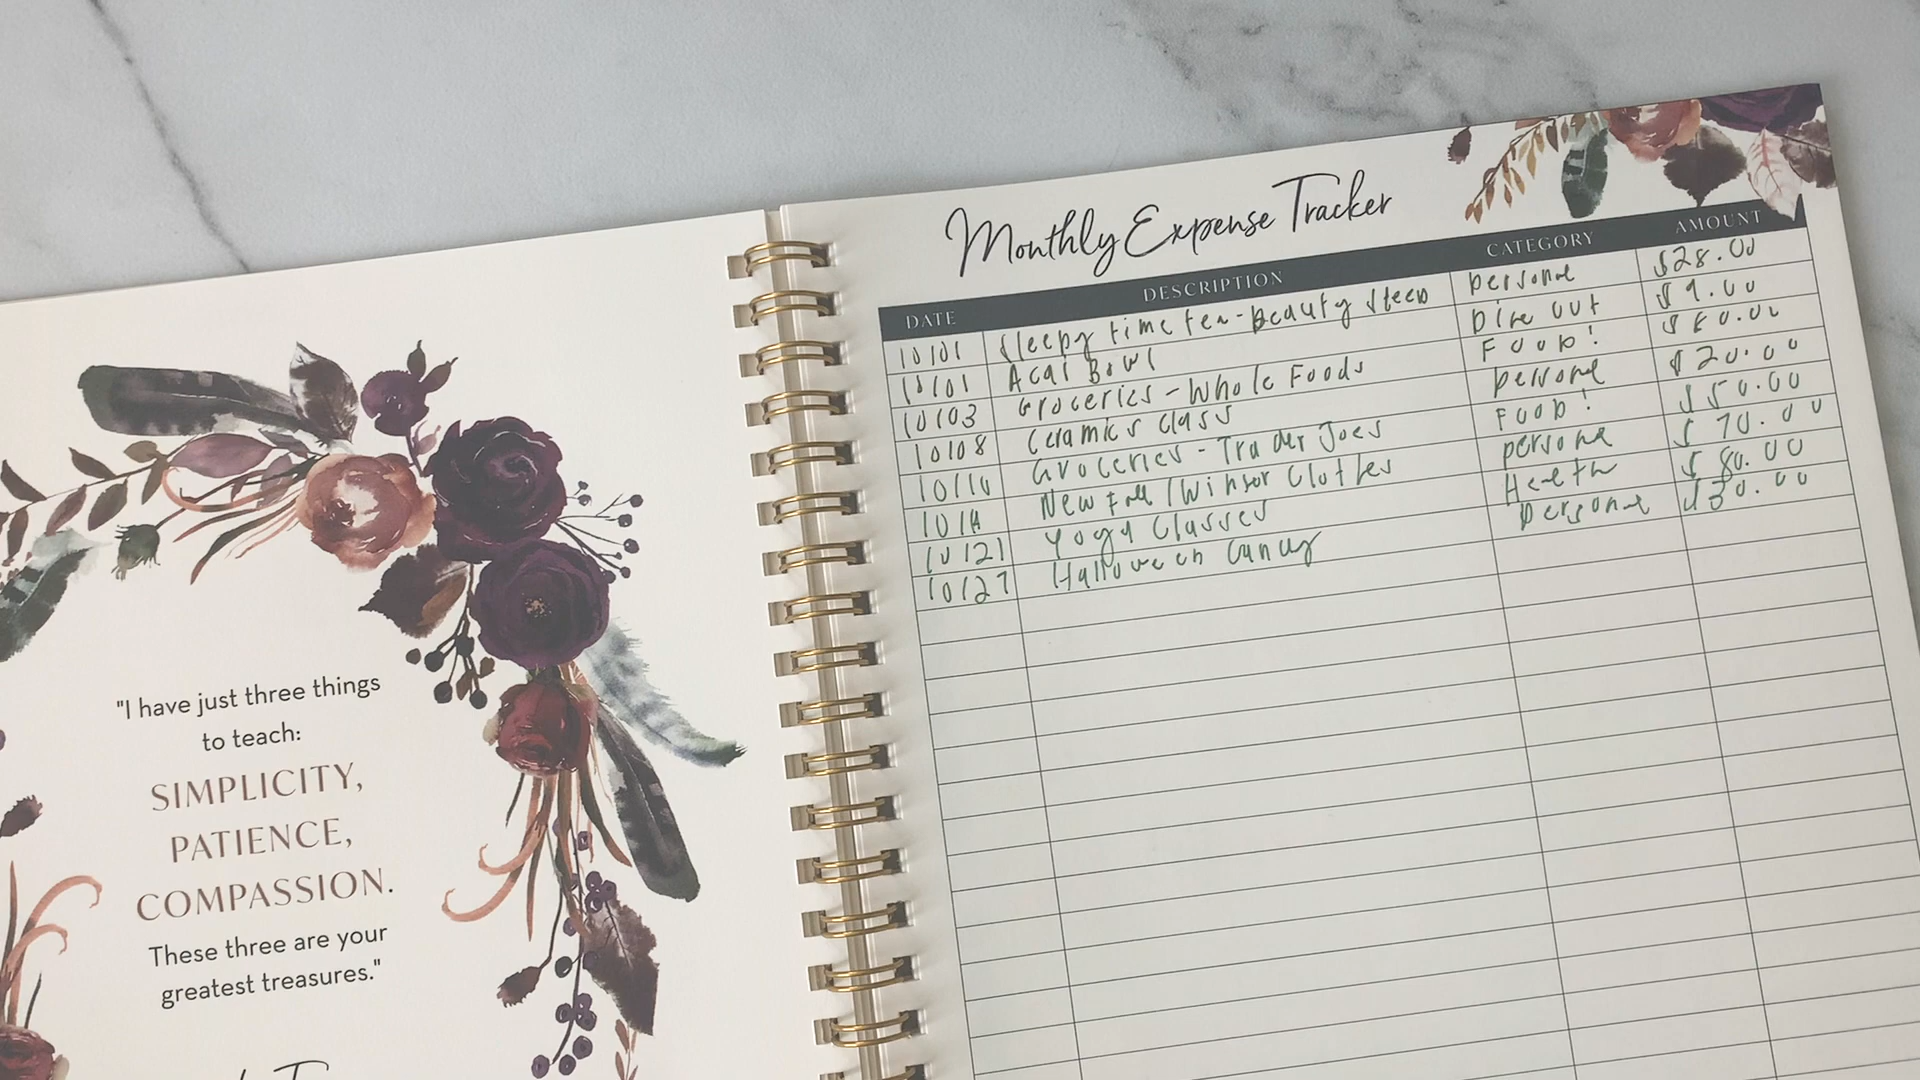 "I have just three things
to teach:
SIMPLICITY,
PATIENCE,
COMPASSION.
These three are your
greatest treasures."
Monthly Expense Tracker
DATE DESCRIPTION CATEGORY AMOUNT
10/01 Sleepy time tea - Beauty Sleep personal $28.00
10/01 Acai Bowl Dine out $9.00
10/03 Groceries - Whole Foods FOOD! $ 0.00
10/08 Ceramics Class personal $20.00
10/10 Groceries - Trader Joes FOOD! $50.00
New Fall/Winter Clothes personal $70.00
10/21 Yoga Classes Health $80.00
10/27 Halloween Candy personal $30.00